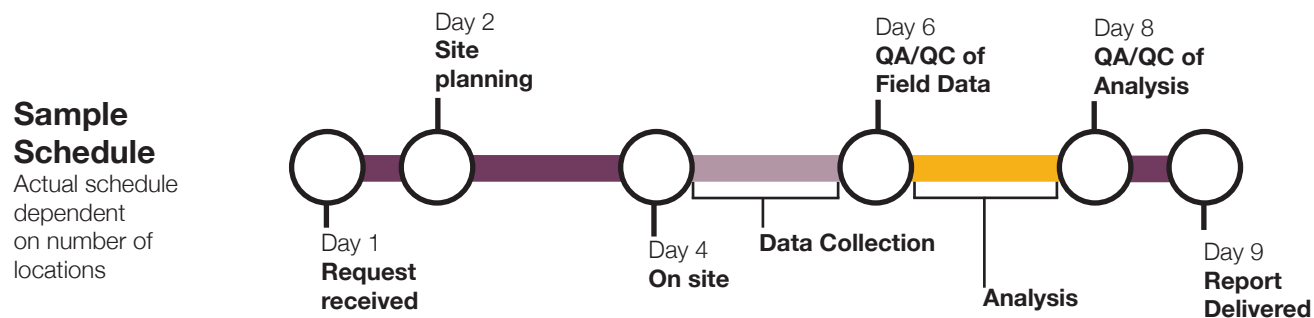 Sample
Schedule
Actual schedule
dependent
on number of
locations
Day 1
Request
received
Day 2
Site
planning
Day 4
On site
Data Collection
Day 6
QA/QC of
Field Data
Analysis
Day 8
QA/QC of
Analysis
Day 9
Report
Delivered